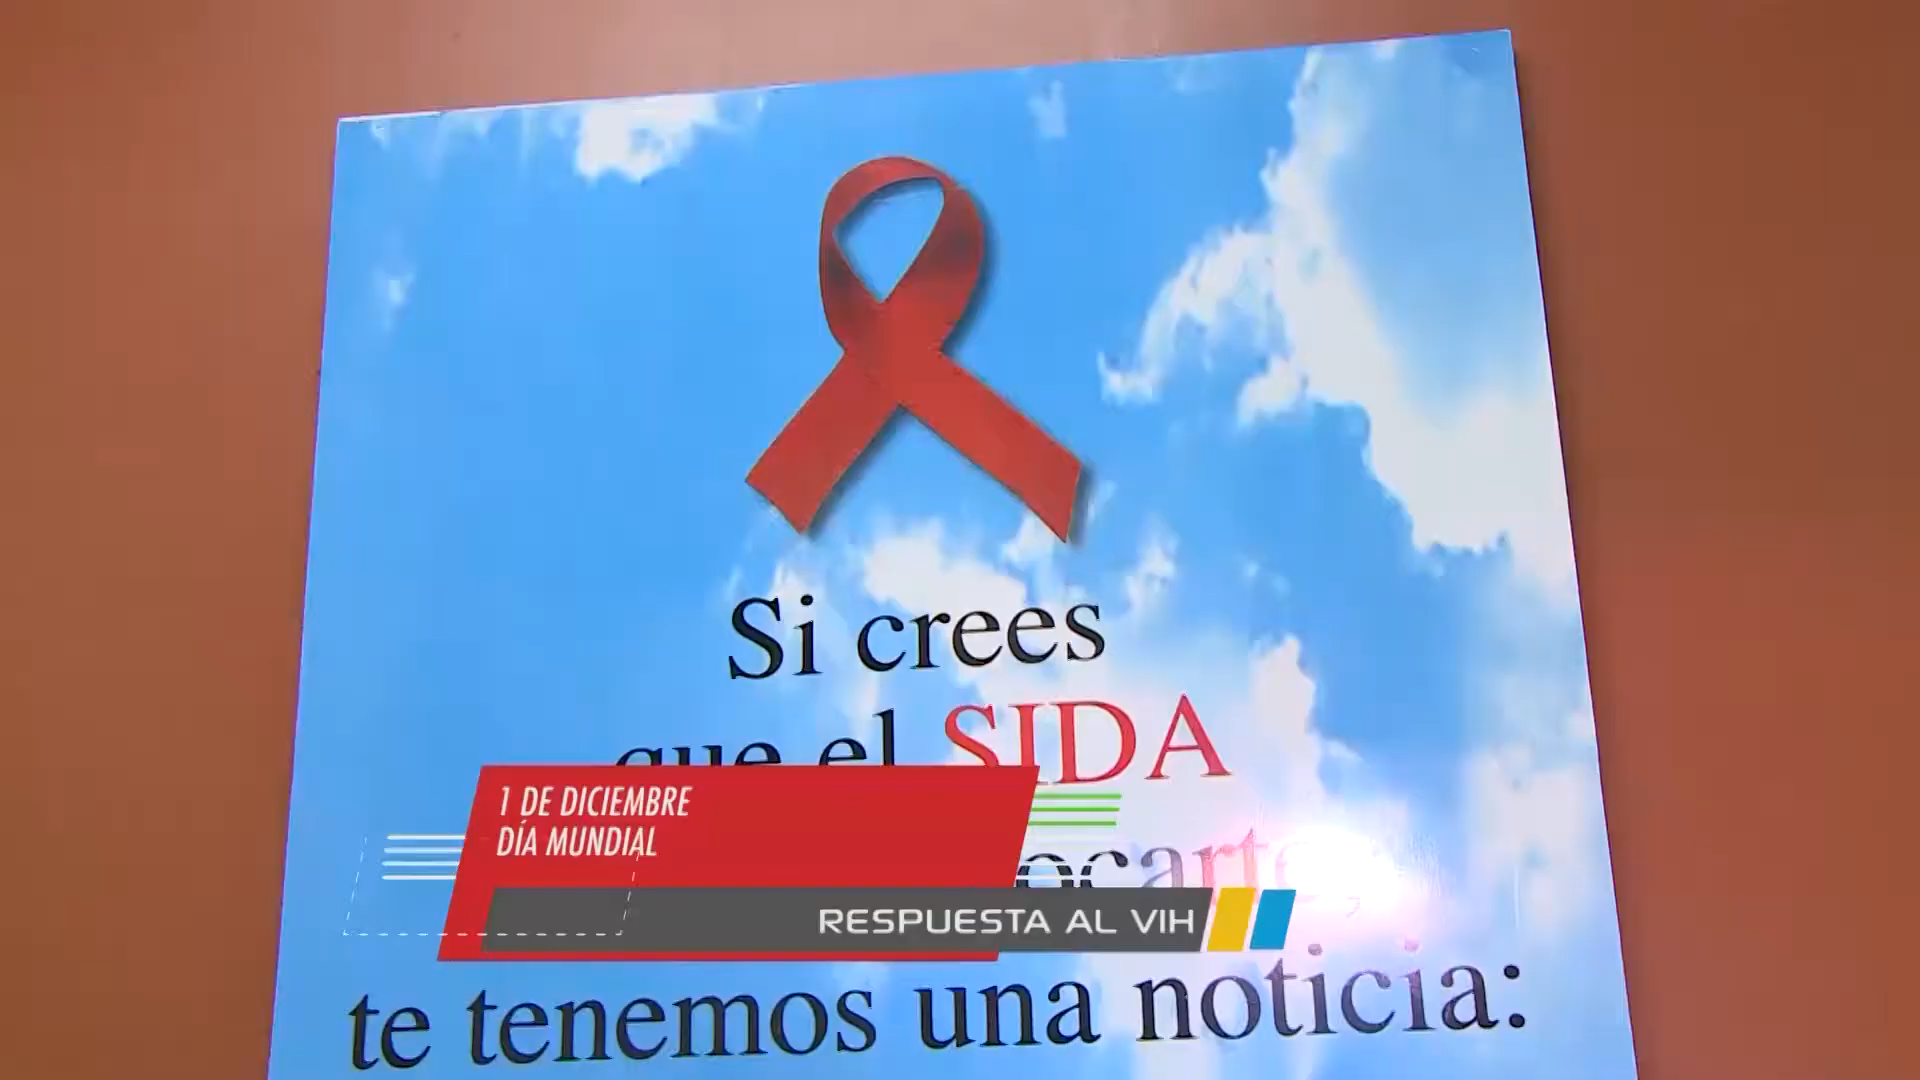 Si crees
que el SIDA
te tenemos una noticia:
1 DE DICIEMBRE
DÍA MUNDIAL
RESPUESTA AL VIH